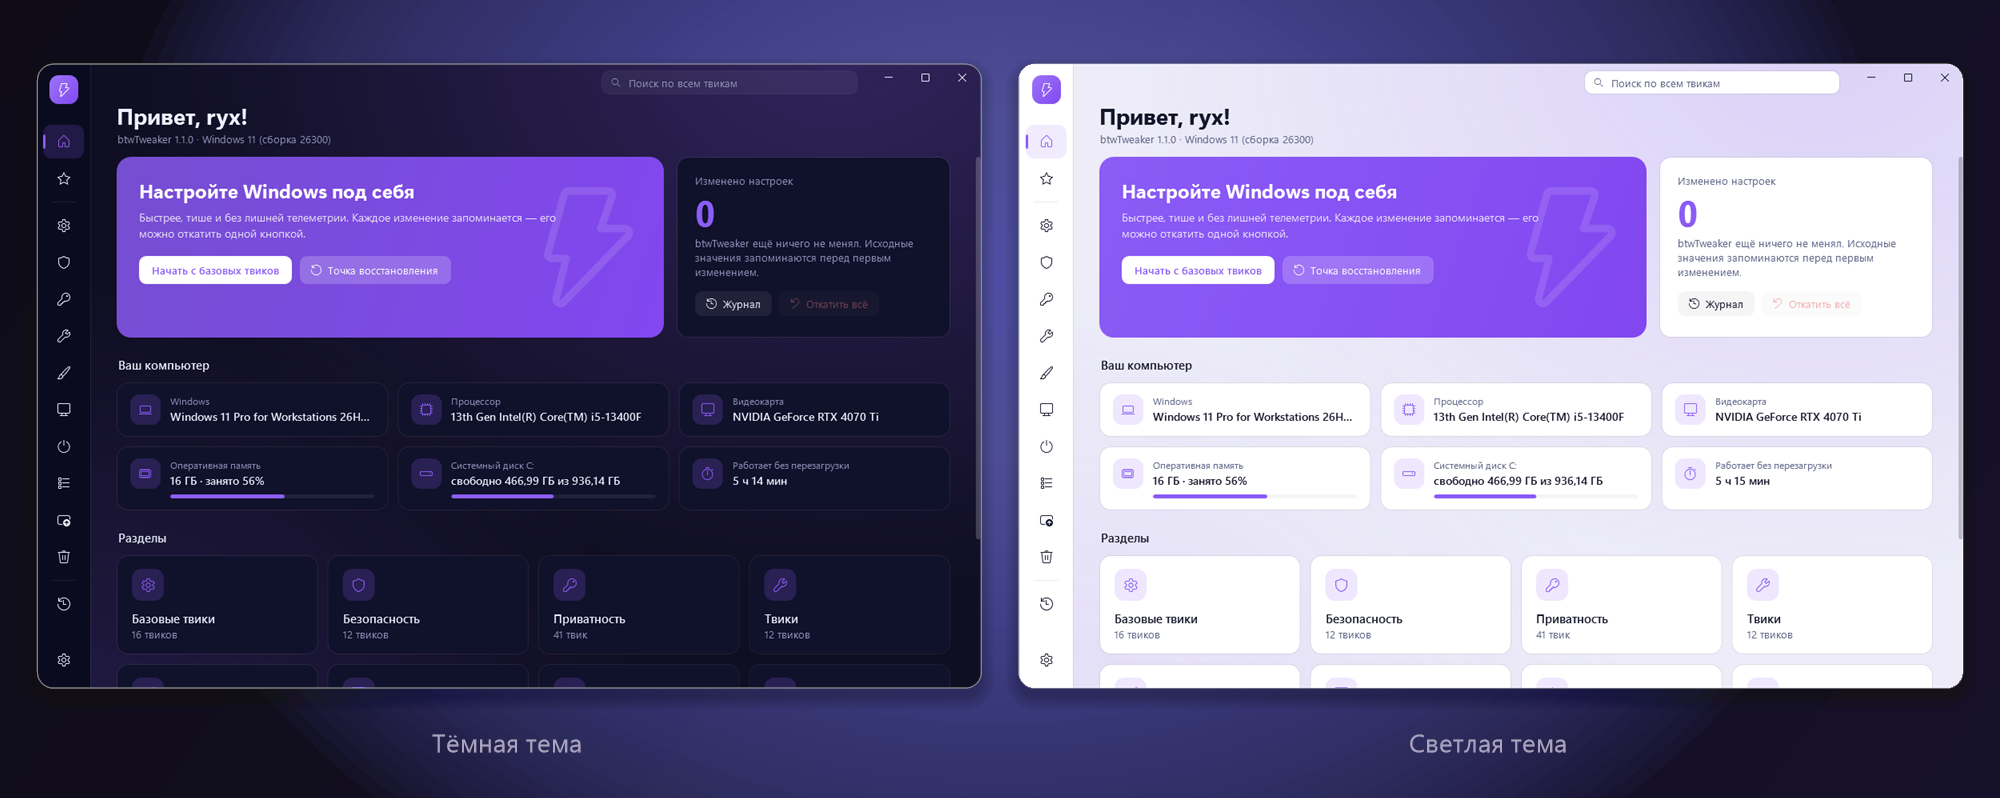 Поиск по всем твикам
Привет, ryx!
btwTweaker 1.1.0 · Windows 11 (сборка 26300)
Настройте Windows под себя
Быстрее, тише и без лишней телеметрии. Каждое изменение запоминается — его
можно откатить одной кнопкой.
Начать с базовых твиков
Точка восстановления
Изменено настроек
0
btwTweaker ещё ничего не менял. Исходные
значения запоминаются перед первым
изменением.
Журнал
Откатить всё
Ваш компьютер
Windows
Windows 11 Pro for Workstations 26H...
Процессор
13th Gen Intel(R) Core(TM) i5-13400F
Видеокарта
NVIDIA GeForce RTX 4070 Ti
Оперативная память
16 ГБ · занято 56%
Системный диск C:
свободно 466,99 ГБ из 936,14 ГБ
Работает без перезагрузки
5 ч 14 мин
Разделы
Базовые твики
16 твиков
Безопасность
12 твиков
Приватность
41 твик
Твики
12 твиков
Тёмная тема
Поиск по всем твикам
Привет, ryx!
btwTweaker 1.1.0 · Windows 11 (сборка 26300)
Настройте Windows под себя
Быстрее, тише и без лишней телеметрии. Каждое изменение запоминается — его
можно откатить одной кнопкой.
Начать с базовых твиков
Точка восстановления
Изменено настроек
0
btwTweaker ещё ничего не менял. Исходные
значения запоминаются перед первым
изменением.
Журнал
Откатить всё
Ваш компьютер
Windows
Windows 11 Pro for Workstations 26H...
Процессор
13th Gen Intel(R) Core(TM) i5-13400F
Видеокарта
NVIDIA GeForce RTX 4070 Ti
Оперативная память
16 ГБ · занято 56%
Системный диск C:
свободно 466,99 ГБ из 936,14 ГБ
Работает без перезагрузки
5 ч 15 мин
Разделы
Базовые твики
16 твиков
Безопасность
12 твиков
Приватность
41 твик
Твики
12 твиков
Светлая тема